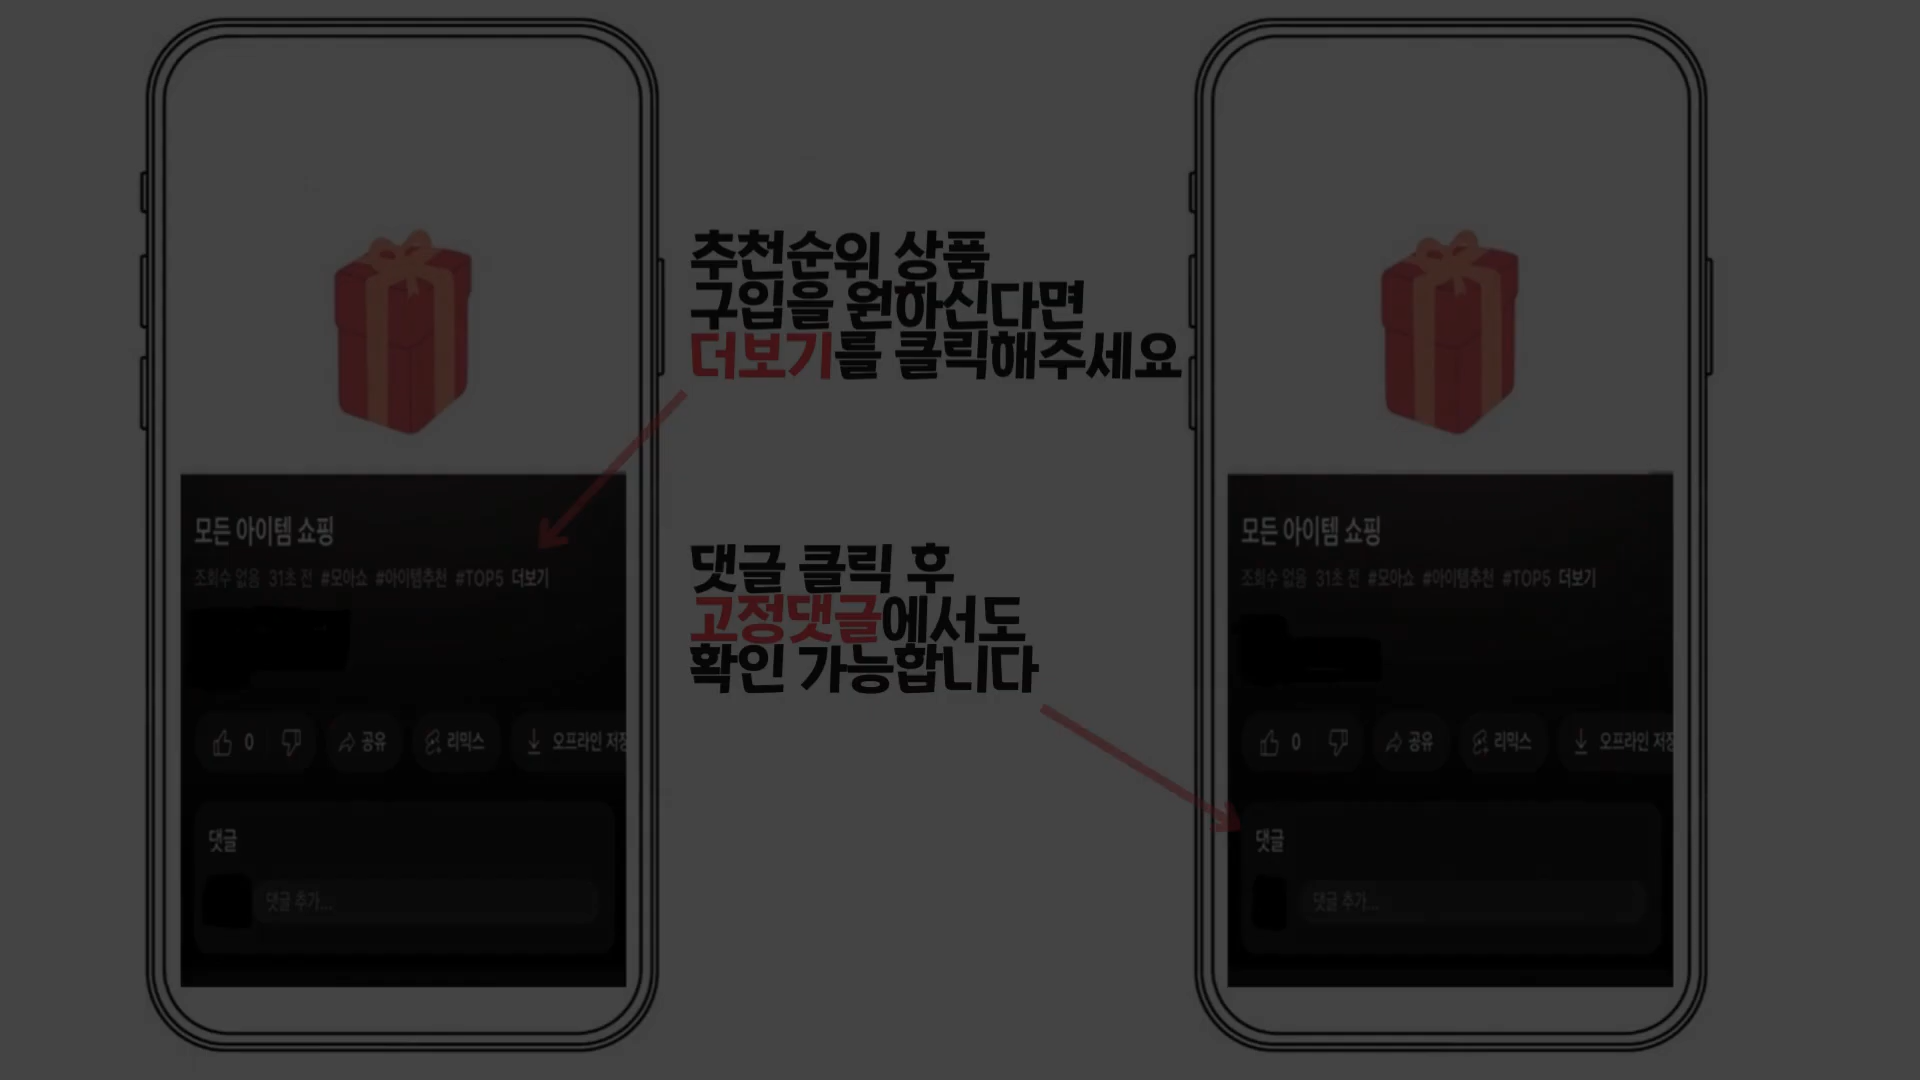 추천순위 상품
구입을 원하신다면
더보기를 클릭해주세요
모든 아이템 쇼핑
조회수 없음 31초 전 #모아쇼 #아이템추천 #TOP5 더보기
0 공유 리믹스 오프라인 저장
댓글
댓글 추가...
댓글 클릭 후
고정댓글에서도
확인 가능합니다
모든 아이템 쇼핑
조회수 없음 31초 전 #모아쇼 #아이템추천 #TOP5 더보기
0 공유 리믹스 오프라인 저장
댓글
댓글 추가...